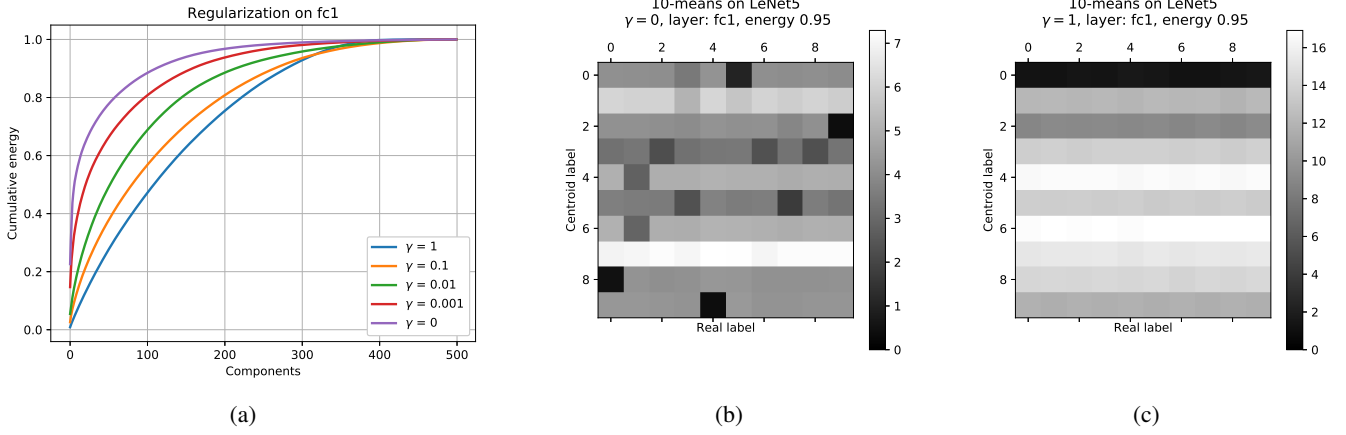 Regularization on fc1
1.0
0.8
0.6
0.4
0.2
0.0
Cumulative energy
γ = 1
γ = 0.1
γ = 0.01
γ = 0.001
γ = 0
0 100 200 300 400 500
Components
(a)
10-means on LeNet5
γ = 0, layer: fc1, energy 0.95
0 2 4 6 8
0
2
4
6
8
Centroid label
Real label
7
6
5
4
3
2
1
0
(b)
10-means on LeNet5
γ = 1, layer: fc1, energy 0.95
0 2 4 6 8
0
2
4
6
8
Centroid label
Real label
16
14
12
10
8
6
4
2
0
(c)